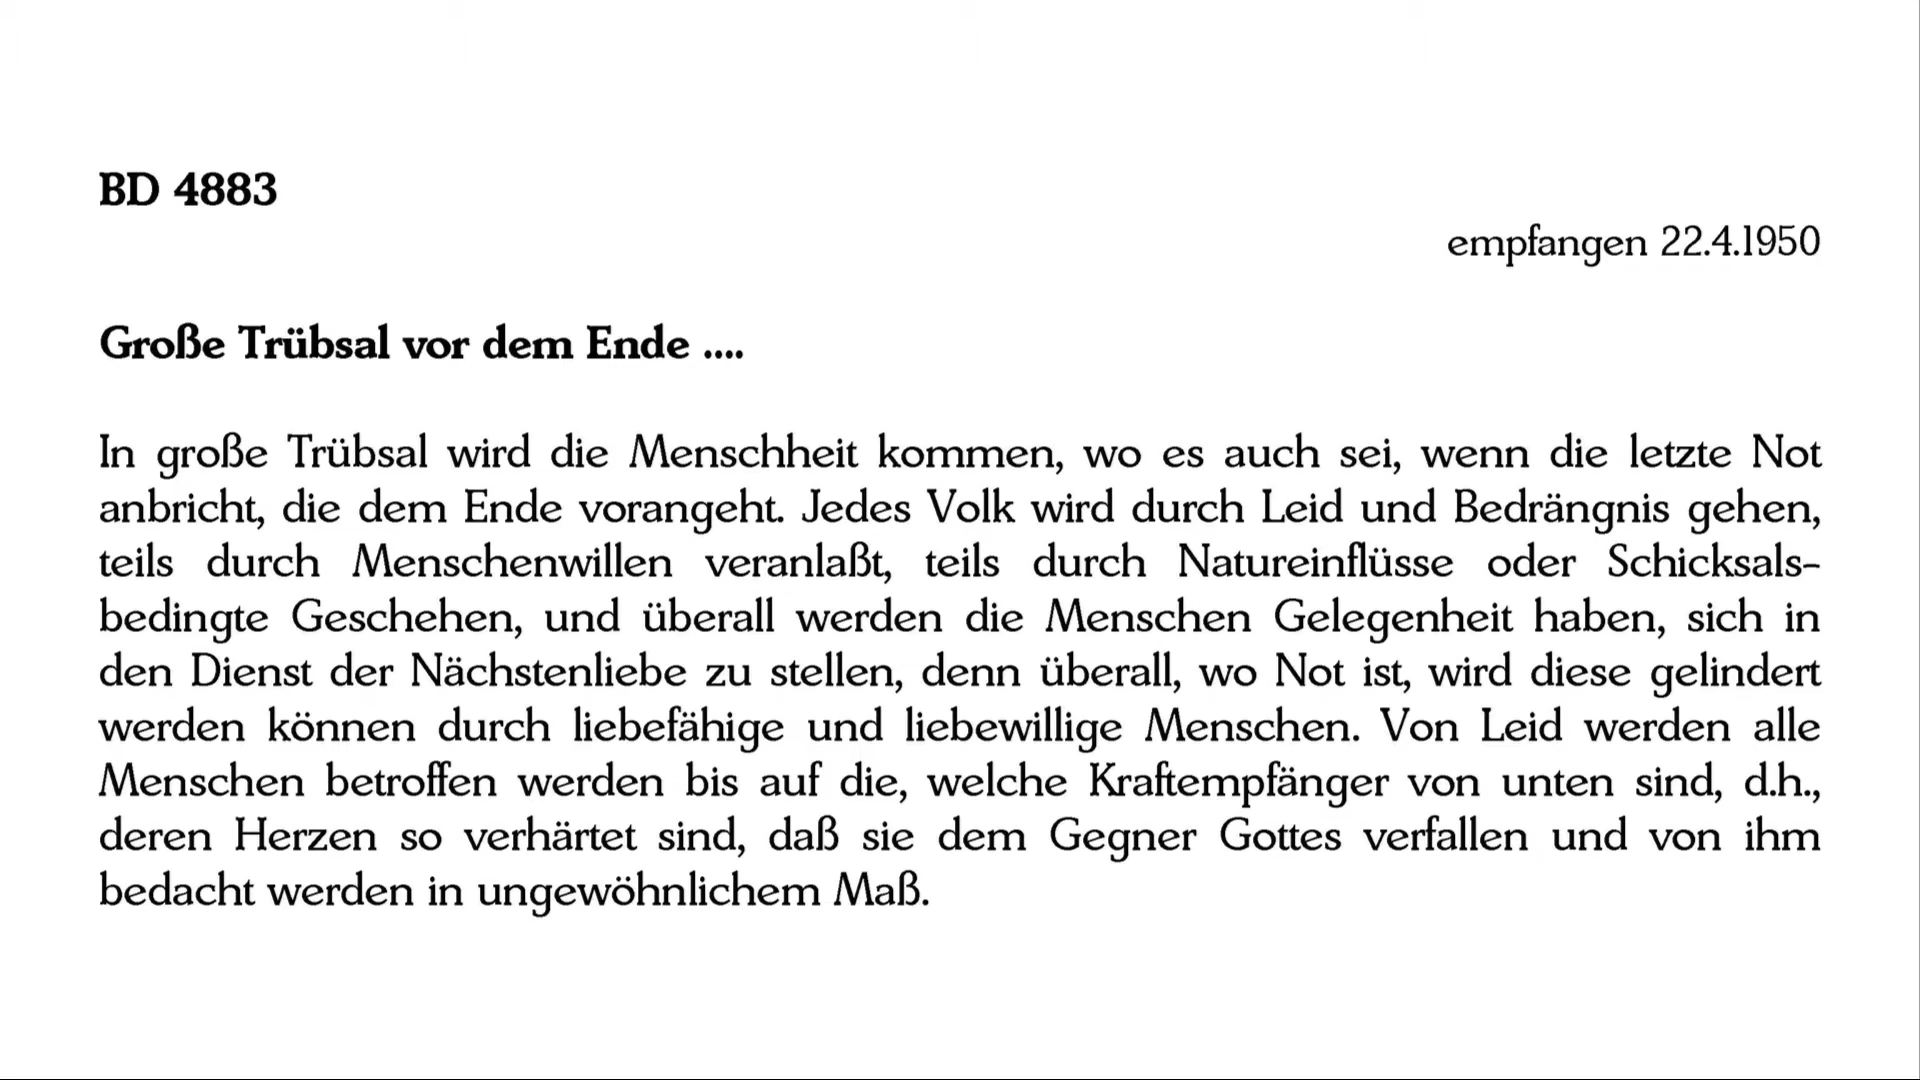 BD 4883
empfangen 22.4.1950
Große Trübsal vor dem Ende ....
In große Trübsal wird die Menschheit kommen, wo es auch sei, wenn die letzte Not
anbricht, die dem Ende vorangeht. Jedes Volk wird durch Leid und Bedrängnis gehen,
teils durch Menschenwillen veranlaßt, teils durch Natureinflüsse oder Schicksals-
bedingte Geschehen, und überall werden die Menschen Gelegenheit haben, sich in
den Dienst der Nächstenliebe zu stellen, denn überall, wo Not ist, wird diese gelindert
werden können durch liebefähige und liebewillige Menschen. Von Leid werden alle
Menschen betroffen werden bis auf die, welche Kraftempfänger von unten sind, d.h.,
deren Herzen so verhärtet sind, daß sie dem Gegner Gottes verfallen und von ihm
bedacht werden in ungewöhnlichem Maß.